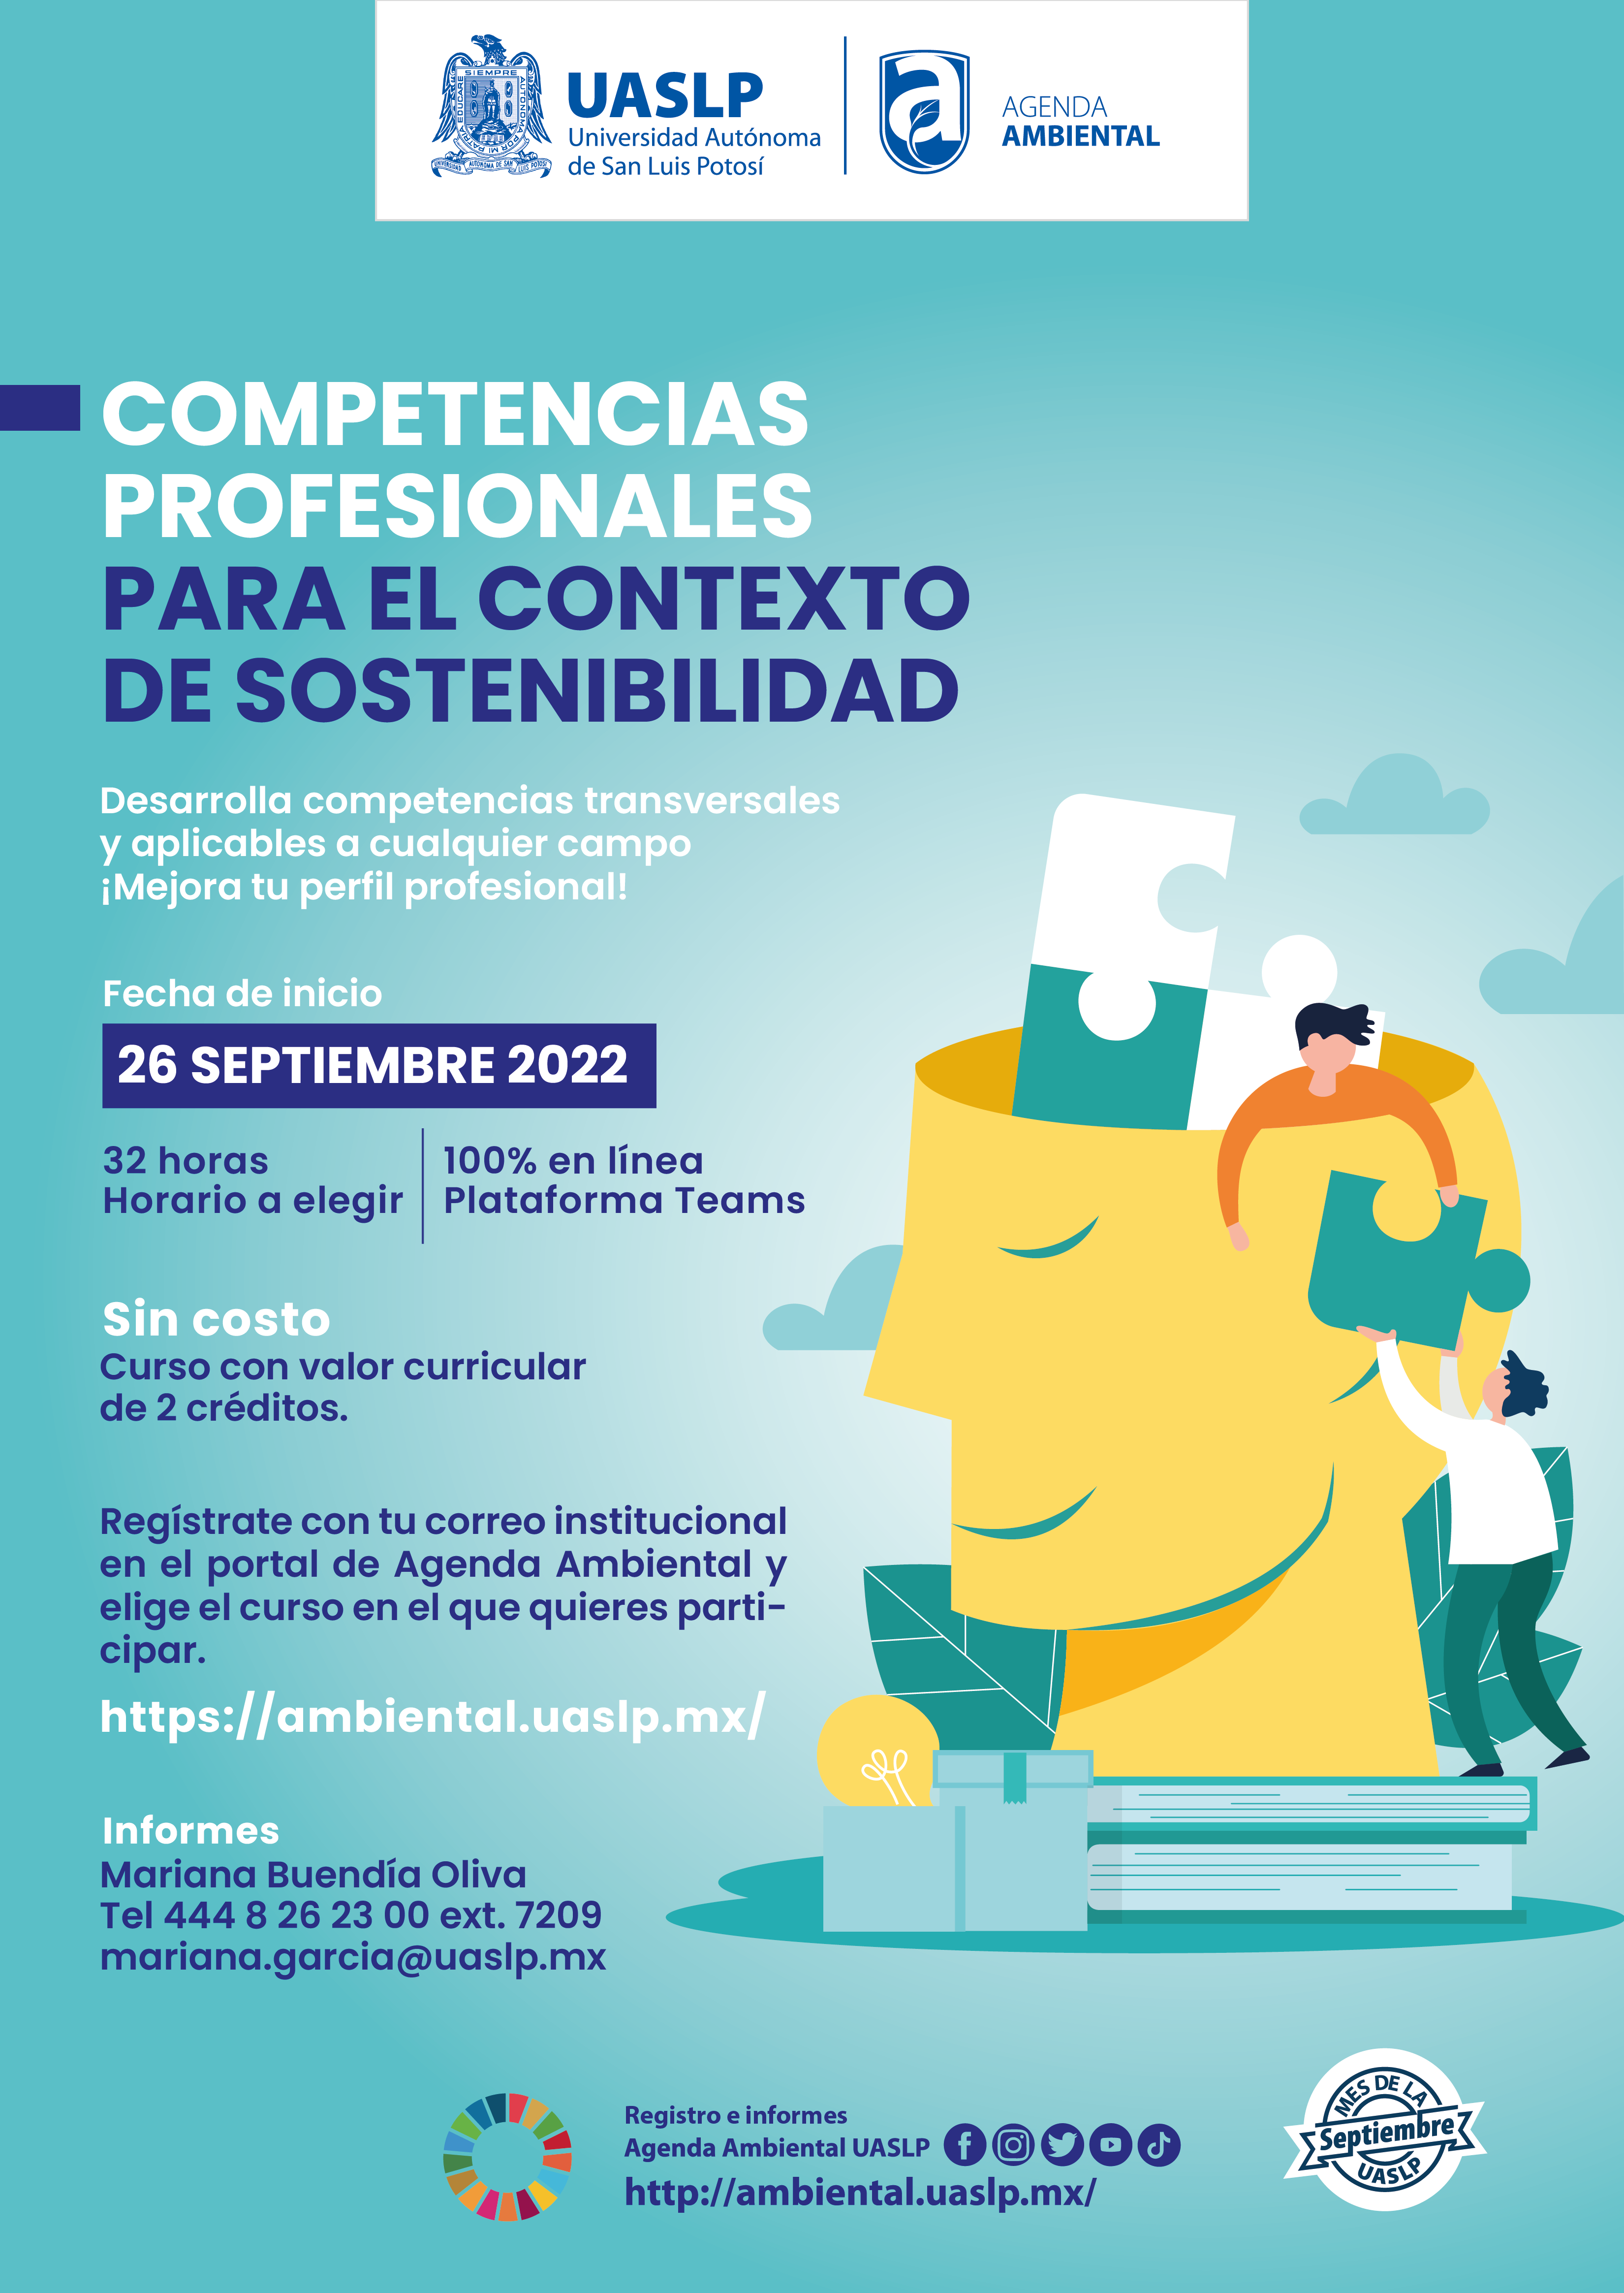 SIEMPRE AUTÓNOMA POR MI PATRIA EDUCARÉ
UNIVERSIDAD AUTÓNOMA DE SAN LUIS POTOSÍ
UASLP
Universidad Autónoma
de San Luis Potosí
a
AGENDA
AMBIENTAL
COMPETENCIAS
PROFESIONALES
PARA EL CONTEXTO
DE SOSTENIBILIDAD
Desarrolla competencias transversales
y aplicables a cualquier campo
¡Mejora tu perfil profesional!
Fecha de inicio
26 SEPTIEMBRE 2022
32 horas
Horario a elegir
100% en línea
Plataforma Teams
Sin costo
Curso con valor curricular
de 2 créditos.
Regístrate con tu correo institucional
en el portal de Agenda Ambiental y
elige el curso en el que quieres parti-
cipar.
https://ambiental.uaslp.mx/
Informes
Mariana Buendía Oliva
Tel 444 8 26 23 00 ext. 7209
mariana.garcia@uaslp.mx
Registro e informes
Agenda Ambiental UASLP
http://ambiental.uaslp.mx/
MES DE LA
Septiembre
UASLP